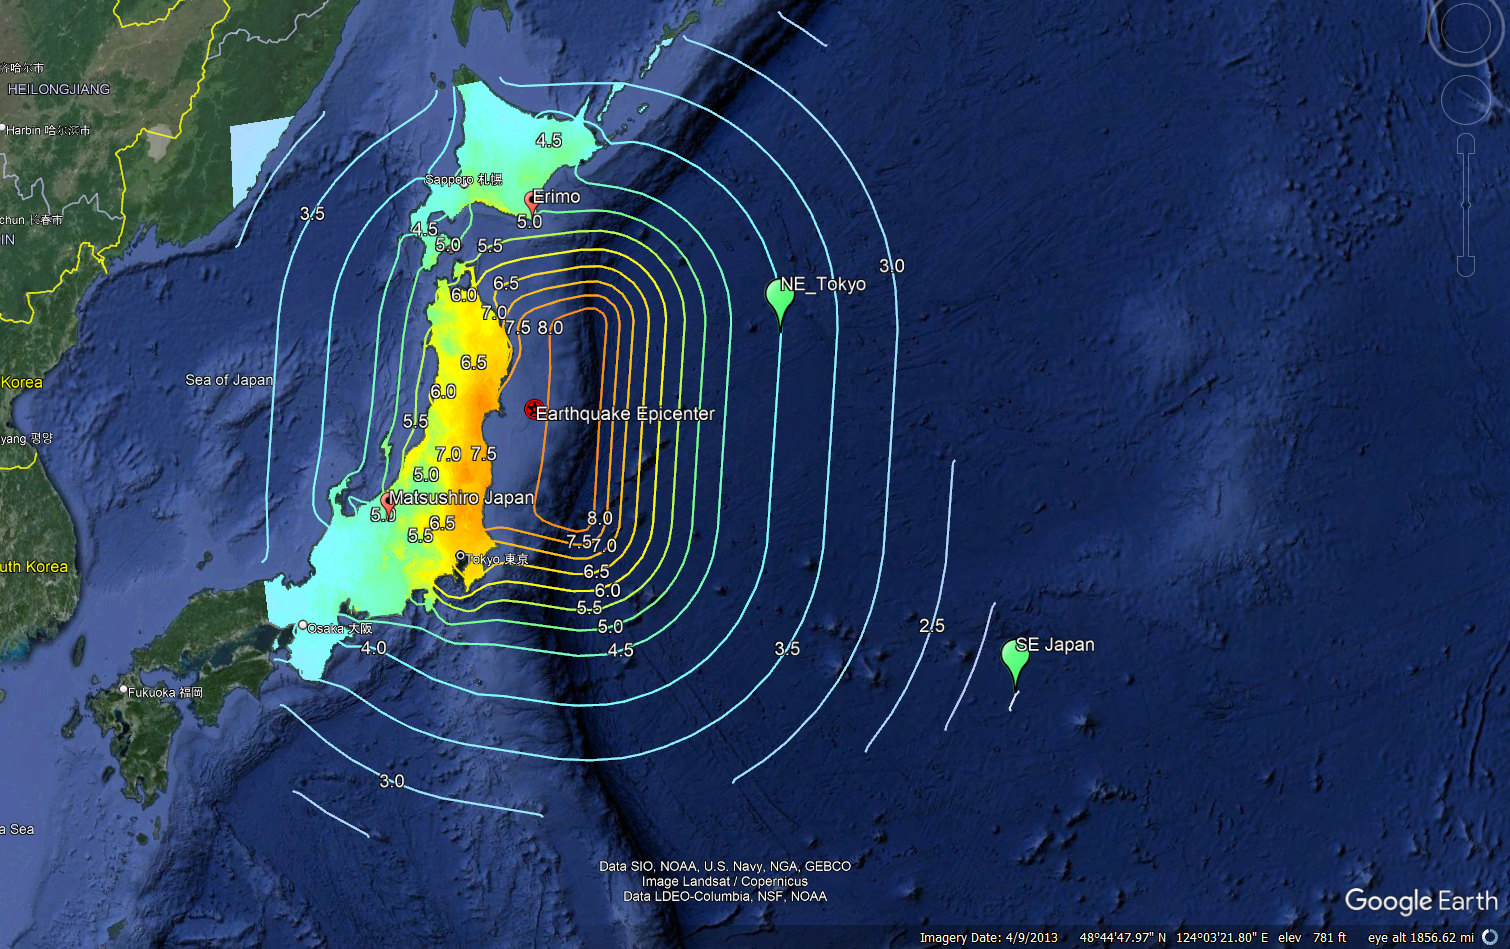 哈尔市
HEILONGJIANG
Harbin 哈尔滨市
4.5
Sapporo 札幌
Erimo
3.5
chun 长春市
IN
5.0
4.5
5.0
5.5
3.0
NE_Tokyo
6.5
6.0
7.0
7.5
8.0
6.5
Sea of Japan
Korea
6.0
Earthquake Epicenter
5.5
yang 평양
7.0
7.5
5.0
Matsushiro Japan
5.0
6.5
8.0
5.5
7.5
7.0
Tokyo 東京
uth Korea
6.5
6.0
5.5
Osaka 大阪
5.0
2.5
4.0
4.5
3.5
SE Japan
Fukuoka 福岡
3.0
a Sea
Data SIO, NOAA, U.S. Navy, NGA, GEBCO
Image Landsat / Copernicus
Data LDEO-Columbia, NSF, NOAA
Google Earth
Imagery Date: 4/9/2013 48°44'47.97" N 124°03'21.80" E elev 781 ft eye alt 1856.62 mi